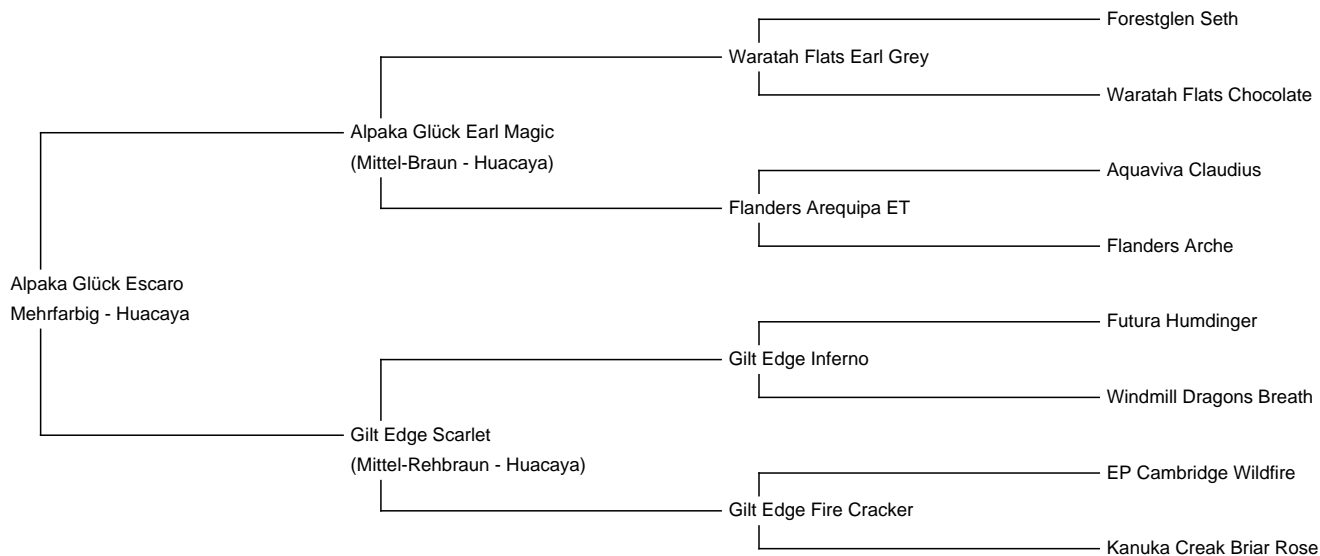 Forestglen Seth
Waratah Flats Earl Grey
Waratah Flats Chocolate
Alpaka Glück Earl Magic
(Mittel-Braun - Huacaya)
Aquaviva Claudius
Flanders Arequipa ET
Flanders Arche
Alpaka Glück Escaro
Mehrfarbig - Huacaya
Futura Humdinger
Gilt Edge Inferno
Windmill Dragons Breath
Gilt Edge Scarlet
(Mittel-Rehbraun - Huacaya)
EP Cambridge Wildfire
Gilt Edge Fire Cracker
Kanuka Creak Briar Rose